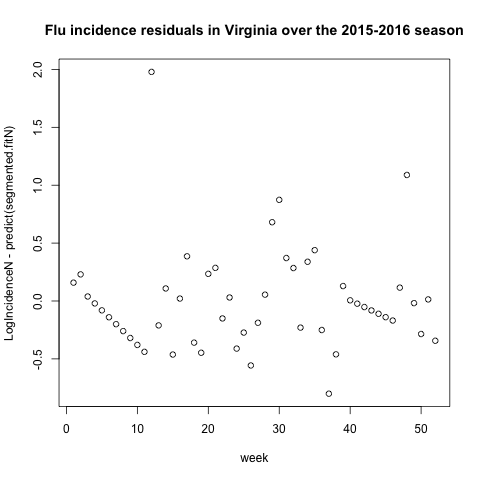 Flu incidence residuals in Virginia over the 2015-2016 season
LogIncidenceN - predict(segmented.fitN)
2.0
1.5
1.0
0.5
0.0
-0.5
0 10 20 30 40 50
week